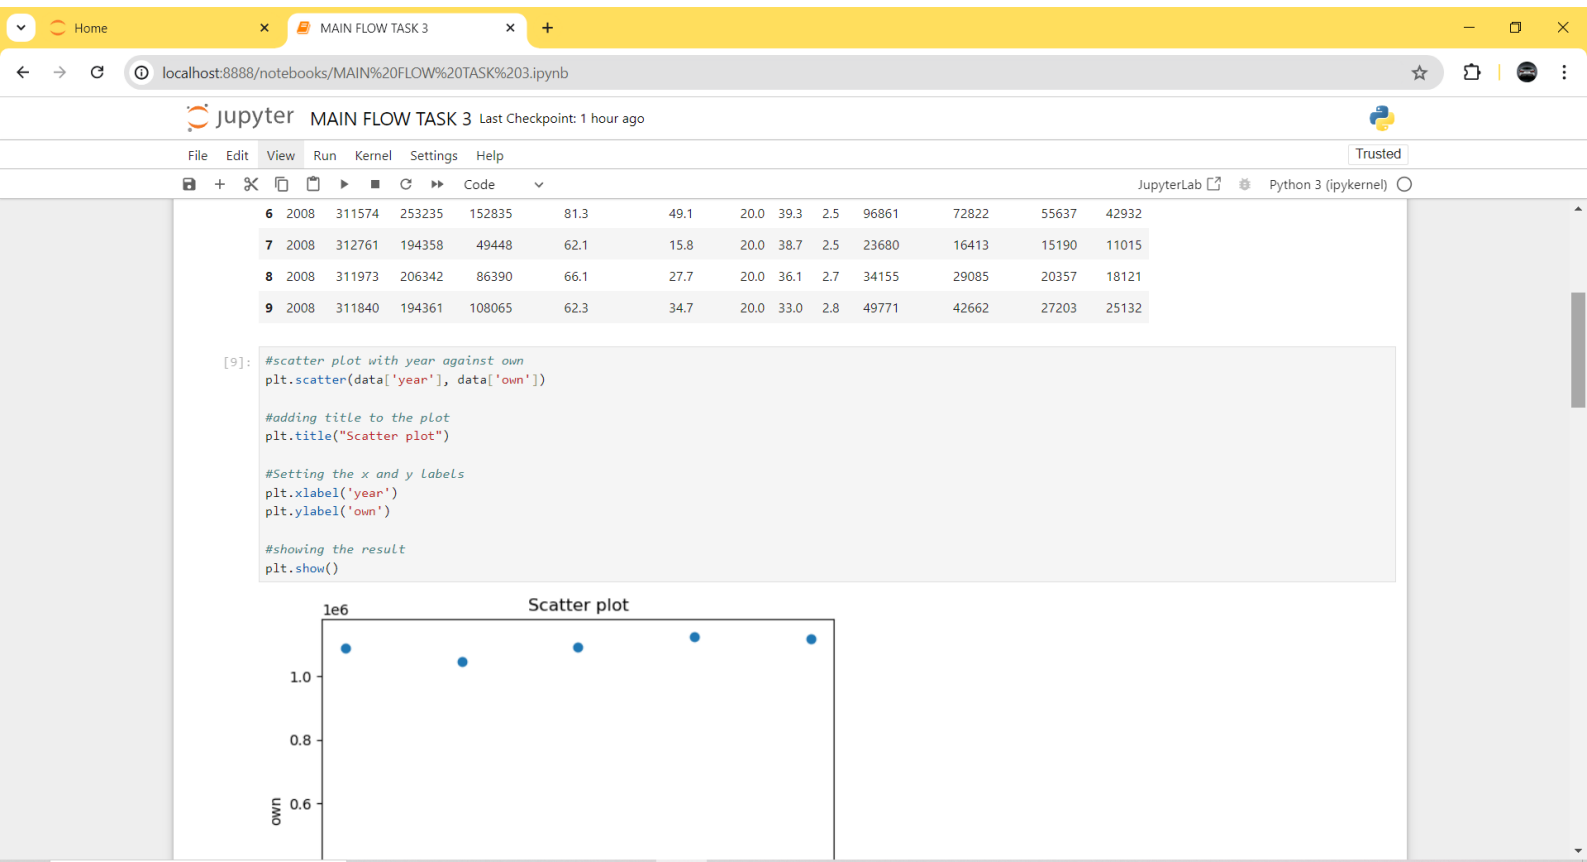 Home
MAIN FLOW TASK 3
localhost:8888/notebooks/MAIN%20FLOW%20TASK%203.ipynb
jupyter MAIN FLOW TASK 3 Last Checkpoint: 1 hour ago
File Edit View Run Kernel Settings Help Trusted
Code JupyterLab Python 3 (ipykernel)
6 2008 311574 253235 152835 81.3 49.1 20.0 39.3 2.5 96861 72822 55637 42932
7 2008 312761 194358 49448 62.1 15.8 20.0 38.7 2.5 23680 16413 15190 11015
8 2008 311973 206342 86390 66.1 27.7 20.0 36.1 2.7 34155 29085 20357 18121
9 2008 311840 194361 108065 62.3 34.7 20.0 33.0 2.8 49771 42662 27203 25132
[9]: #scatter plot with year against own
plt.scatter(data['year'], data['own'])
#adding title to the plot
plt.title("Scatter plot")
#Setting the x and y labels
plt.xlabel('year')
plt.ylabel('own')
#showing the result
plt.show()
1e6 Scatter plot
1.0
0.8
0.6
own